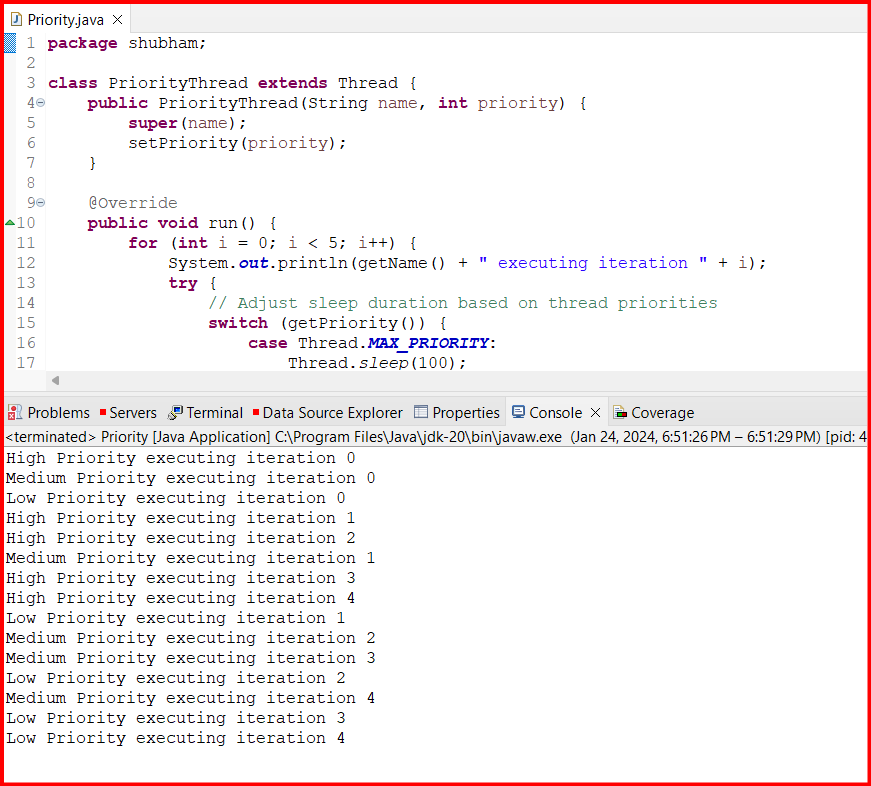 Priority.java
1 package shubham;
2
3 class PriorityThread extends Thread {
4 public PriorityThread(String name, int priority) {
5 super(name);
6 setPriority(priority);
7 }
8
9 @Override
10 public void run() {
11 for (int i = 0; i < 5; i++) {
12 System.out.println(getName() + " executing iteration " + i);
13 try {
14 // Adjust sleep duration based on thread priorities
15 switch (getPriority()) {
16 case Thread.MAX_PRIORITY:
17 Thread.sleep(100);
Problems Servers Terminal Data Source Explorer Properties Console Coverage
<terminated> Priority [Java Application] C:\Program Files\Java\jdk-20\bin\javaw.exe (Jan 24, 2024, 6:51:26 PM – 6:51:29 PM) [pid: 4
High Priority executing iteration 0
Medium Priority executing iteration 0
Low Priority executing iteration 0
High Priority executing iteration 1
High Priority executing iteration 2
Medium Priority executing iteration 1
High Priority executing iteration 3
High Priority executing iteration 4
Low Priority executing iteration 1
Medium Priority executing iteration 2
Medium Priority executing iteration 3
Low Priority executing iteration 2
Medium Priority executing iteration 4
Low Priority executing iteration 3
Low Priority executing iteration 4